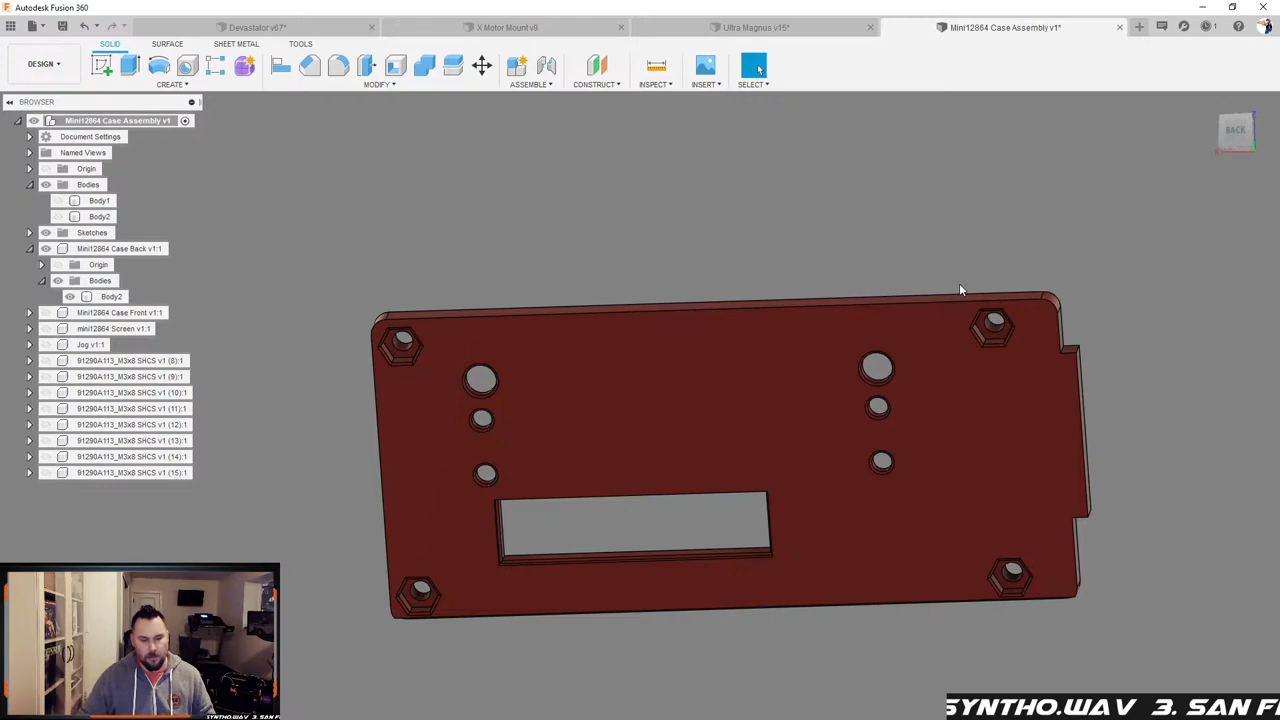 Autodesk Fusion 360
Devastator v67*
X Motor Mount v9
Ultra Magnus v15*
Mini12864 Case Assembly v1*
1
DESIGN
SOLID
SURFACE
SHEET METAL
TOOLS
CREATE
MODIFY
ASSEMBLE
CONSTRUCT
INSPECT
INSERT
SELECT
BROWSER
Mini12864 Case Assembly v1
Document Settings
Named Views
Origin
Bodies
Body1
Body2
Sketches
Mini12864 Case Back v1:1
Origin
Bodies
Body2
Mini12864 Case Front v1:1
mini12864 Screen v1:1
Jog v1:1
91290A113_M3x8 SHCS v1 (8):1
91290A113_M3x8 SHCS v1 (9):1
91290A113_M3x8 SHCS v1 (10):1
91290A113_M3x8 SHCS v1 (11):1
91290A113_M3x8 SHCS v1 (12):1
91290A113_M3x8 SHCS v1 (13):1
91290A113_M3x8 SHCS v1 (14):1
91290A113_M3x8 SHCS v1 (15):1
BACK
SYNTHO.WAV 3. SAN F
SYNTHO.WAV 3. SAN F